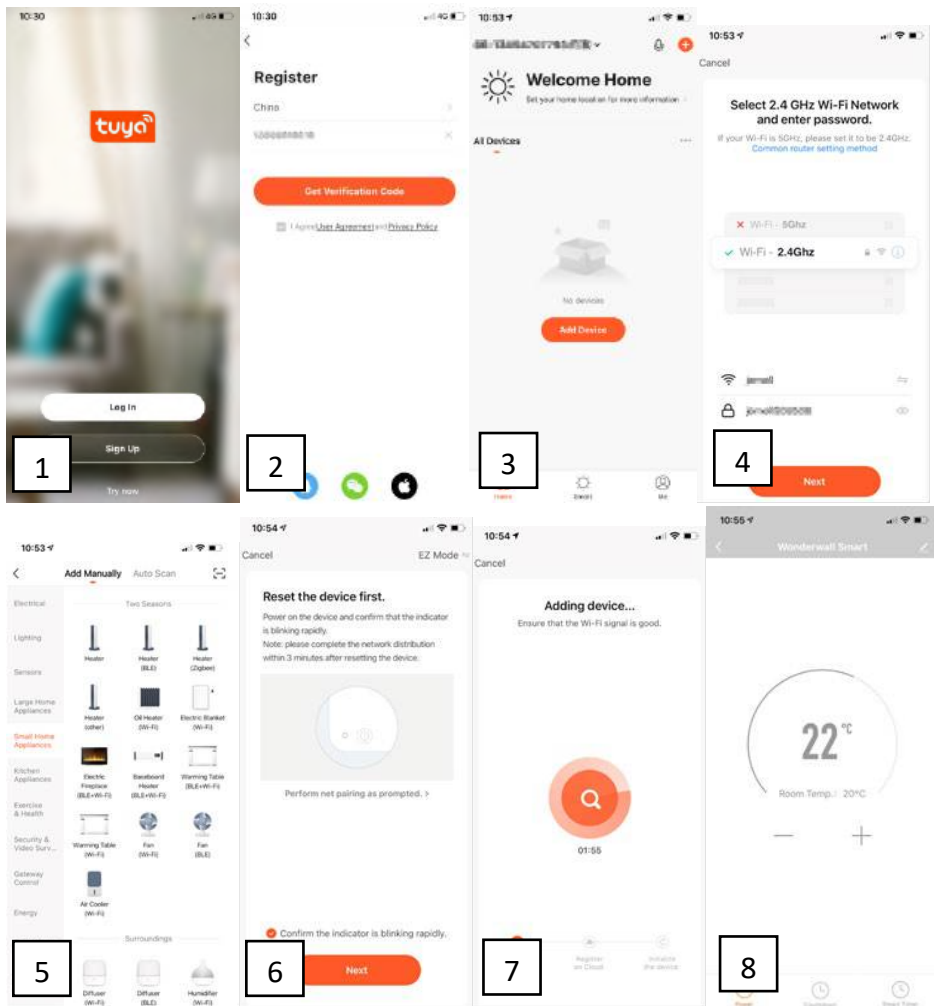 10:30
4G
tuya
Log In
Sign Up
Try now
1
10:30
4G
Register
China
Get Verification Code
I Agree User Agreement and Privacy Policy
2
10:53
Welcome Home
Set your home location for more information
All Devices
No devices
Add Device
Home
Smart
Me
3
10:53
Cancel
Select 2.4 GHz Wi-Fi Network
and enter password.
If your Wi-Fi is 5GHz, please set it to be 2.4GHz.
Common router setting method
Wi-Fi - 5Ghz
Wi-Fi - 2.4Ghz
Next
4
10:53
Add Manually Auto Scan
Electrical
Lighting
Sensors
Large Home
Appliances
Small Home
Appliances
Kitchen
Appliances
Exercise
& Health
Security &
Video Surv...
Gateway
Control
Energy
Two Seasons
Heater
Heater
(BLE)
Heater
(Zigbee)
Heater
(other)
Oil Heater
(Wi-Fi)
Electric Blanket
(Wi-Fi)
Electric
Fireplace
(BLE+Wi-Fi)
Baseboard
Heater
(BLE+Wi-Fi)
Warming Table
(BLE+Wi-Fi)
Warming Table
(Wi-Fi)
Fan
(Wi-Fi)
Fan
(BLE)
Air Cooler
(Wi-Fi)
Surroundings
Diffuser
(Wi-Fi)
Diffuser
(BLE)
Humidifier
(Wi-Fi)
5
10:54
Cancel EZ Mode
Reset the device first.
Power on the device and confirm that the indicator
is blinking rapidly.
Note: please complete the network distribution
within 3 minutes after resetting the device.
Perform net pairing as prompted. >
Confirm the indicator is blinking rapidly.
Next
6
10:54
Cancel
Adding device...
Ensure that the Wi-Fi signal is good.
01:55
Register
on Cloud
Initialize
the device
7
10:55
Wonderwall Smart
22 °C
Room Temp.: 20°C
8